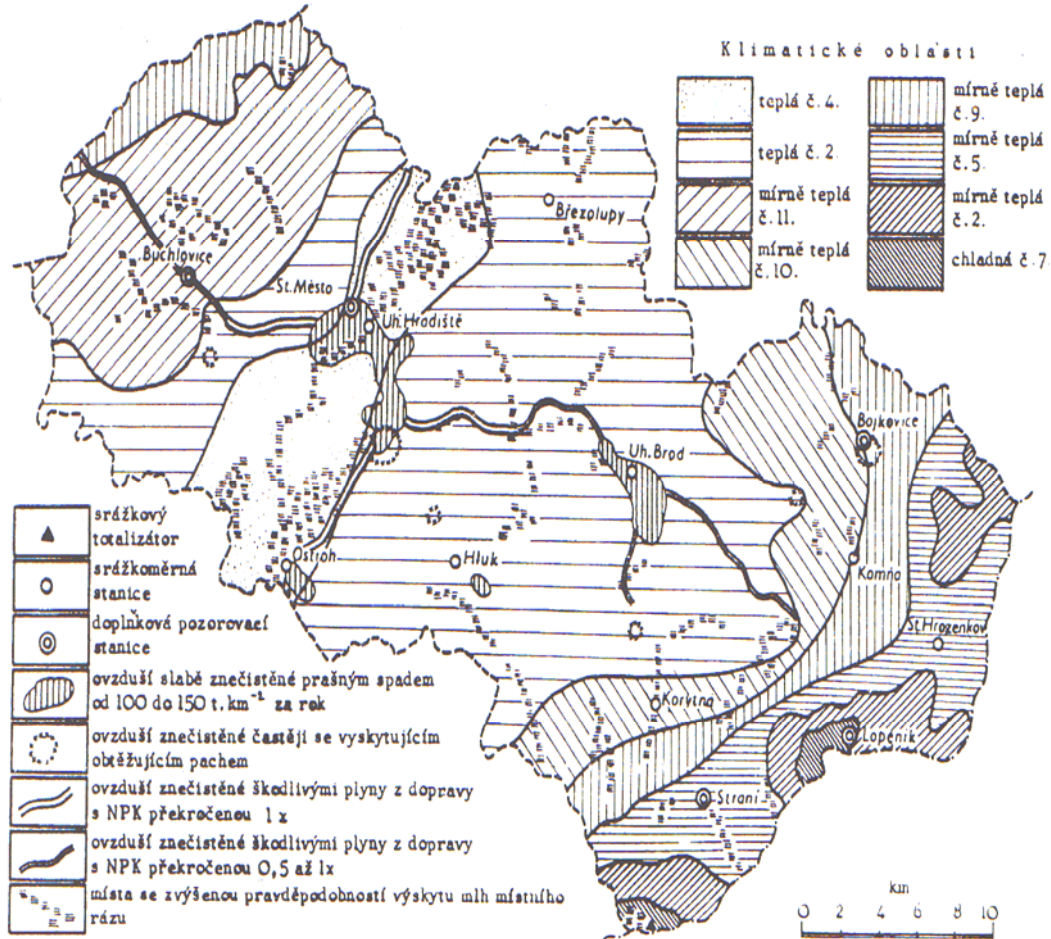 Klimatické oblasti
teplá č.4.
teplá č.2
mírně teplá
č.11.
mírně teplá
č.10.
mírně teplá
č.9.
mírně teplá
č.5.
mírně teplá
č.2.
chladná č.7.
Březolupy
Buchlovice
St.Město
Uh.Hradiště
Bojkovice
Uh.Brod
Ostroh
Hluk
Komňa
St.Hrozenkov
Korytná
Lopeník
Straní
srážkový
totalizátor
srážkoměrná
stanice
doplňková pozorovací
stanice
ovzduší slabě znečistěné prašným spadem
od 100 do 150 t.km⁻² za rok
ovzduší znečistěné častěji se vyskytujícím
obtěžujícím pachem
ovzduší znečistěné škodlivými plyny z dopravy
s NPK překročenou 1 x
ovzduší znečistěné škodlivými plyny z dopravy
s NPK překročenou 0,5 až 1x
místa se zvýšenou pravděpodobností výskytu mlh místního
rázu
km
0 2 4 6 8 10